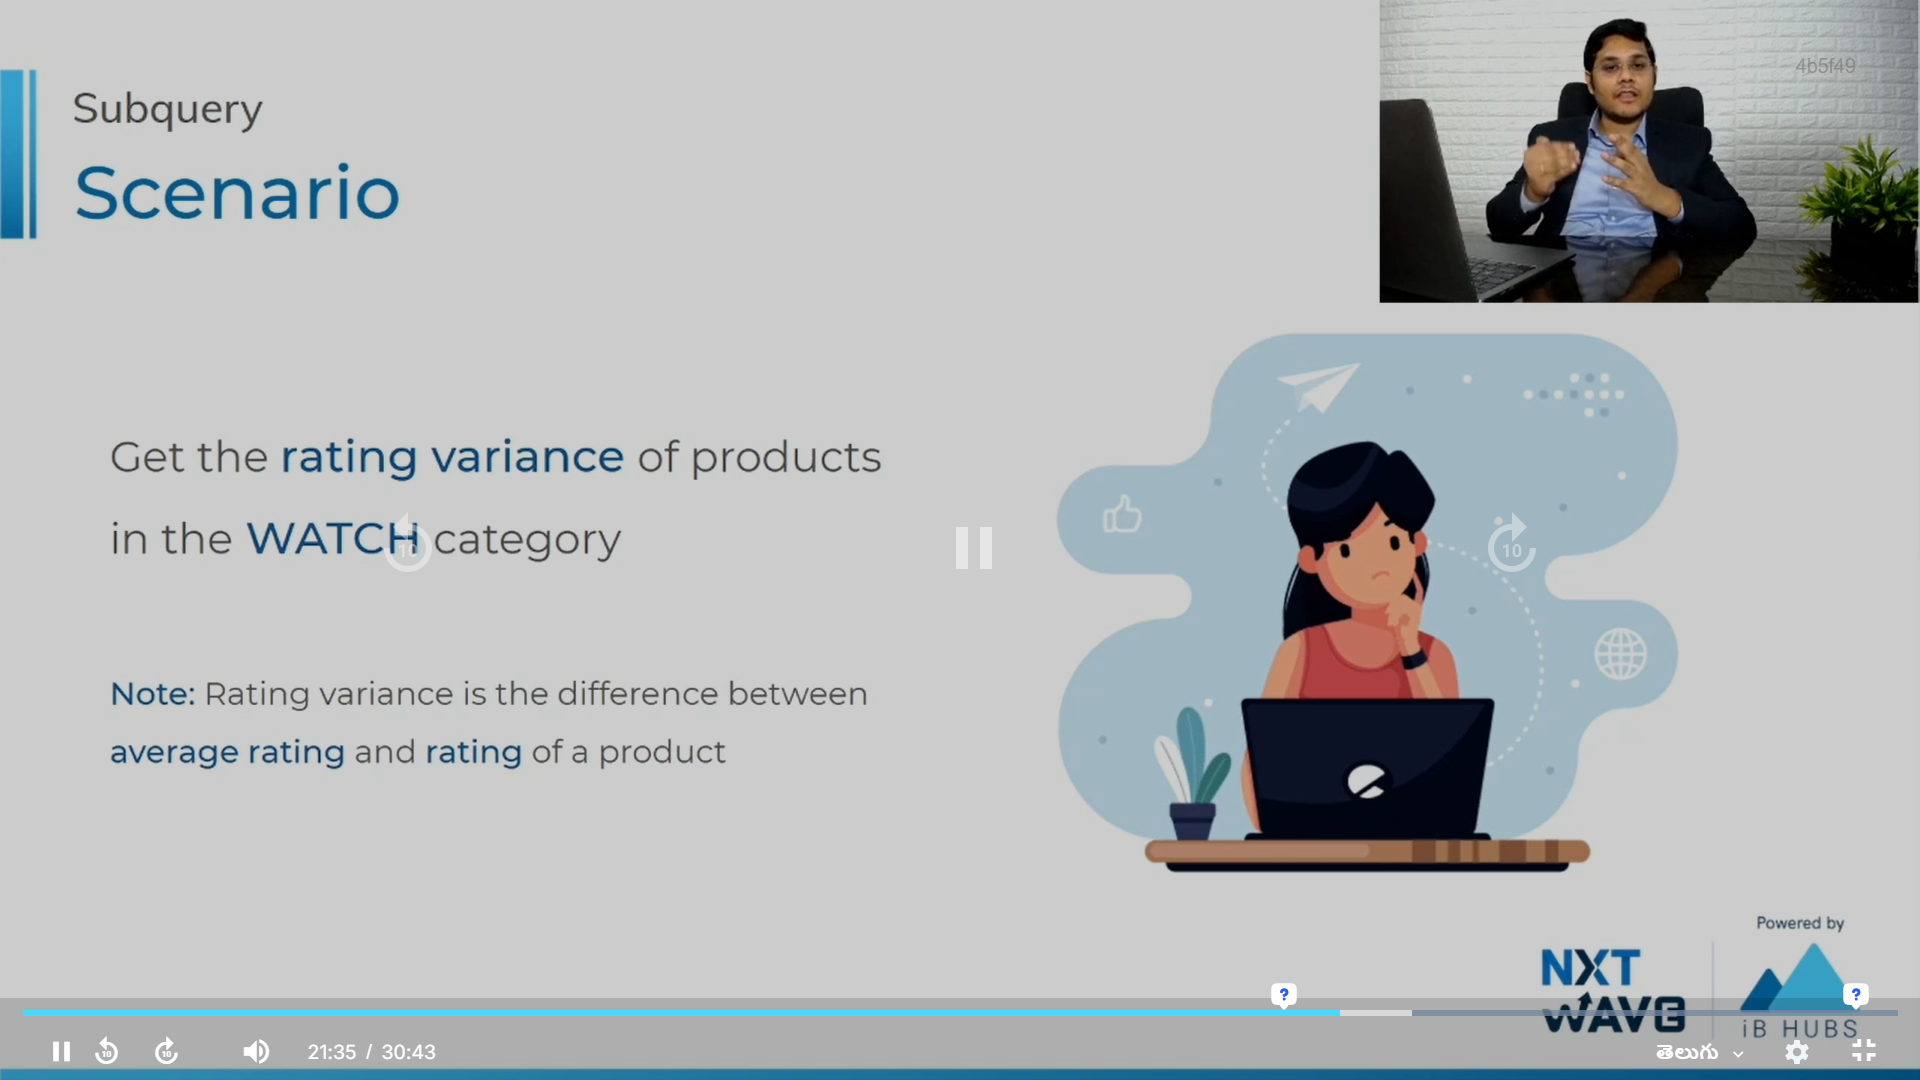 4b5f49
Subquery
Scenario
Get the rating variance of products
in the WATCH category
10
10
Note: Rating variance is the difference between
average rating and rating of a product
Powered by
NXT
WAVE
iB HUBS
?
?
10
10
21:35 / 30:43
తెలుగు